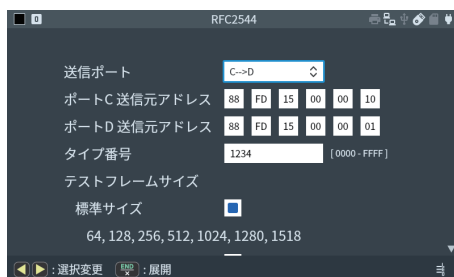 0 RFC2544
送信ポート C-->D
ポートC 送信元アドレス 88 FD 15 00 00 10
ポートD 送信元アドレス 88 FD 15 00 00 01
タイプ番号 1234 [ 0000 - FFFF ]
テストフレームサイズ
標準サイズ
64, 128, 256, 512, 1024, 1280, 1518
: 選択変更 END × : 展開